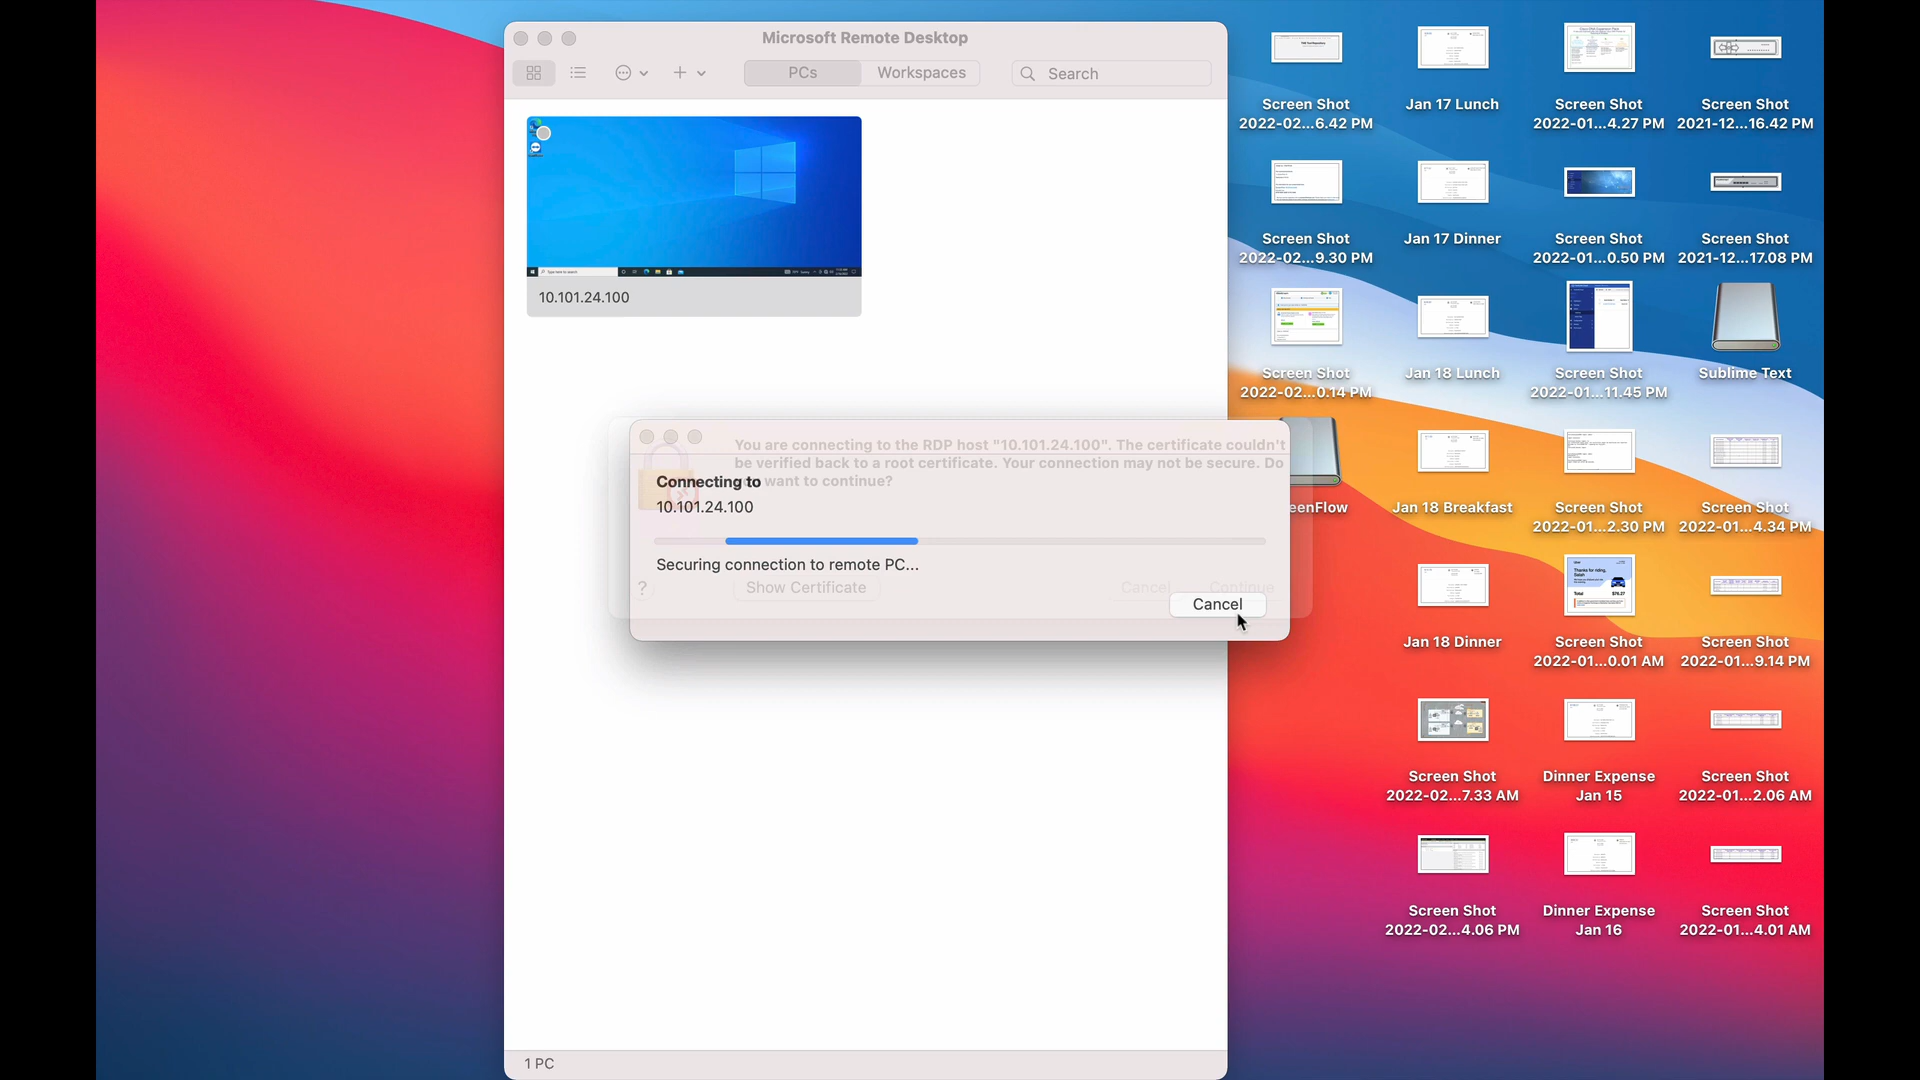 Microsoft Remote Desktop
PCs
Workspaces
Search
10.101.24.100
You are connecting to the RDP host "10.101.24.100". The certificate couldn't
be verified back to a root certificate. Your connection may not be secure. Do
want to continue?
Connecting to
10.101.24.100
Securing connection to remote PC...
?
Show Certificate
Cancel
Continue
Cancel
1 PC
Screen Shot
2022-02...6.42 PM
Jan 17 Lunch
Screen Shot
2022-01...4.27 PM
Screen Shot
2021-12...16.42 PM
Screen Shot
2022-02...9.30 PM
Jan 17 Dinner
Screen Shot
2022-01...0.50 PM
Screen Shot
2021-12...17.08 PM
Screen Shot
2022-02...0.14 PM
Jan 18 Lunch
Screen Shot
2022-01...11.45 PM
Sublime Text
eenFlow
Jan 18 Breakfast
Screen Shot
2022-01...2.30 PM
Screen Shot
2022-01...4.34 PM
Jan 18 Dinner
Thanks for riding,
Total
$76.27
Screen Shot
2022-01...0.01 AM
Screen Shot
2022-01...9.14 PM
Screen Shot
2022-02...7.33 AM
Dinner Expense
Jan 15
Screen Shot
2022-01...2.06 AM
Screen Shot
2022-02...4.06 PM
Dinner Expense
Jan 16
Screen Shot
2022-01...4.01 AM